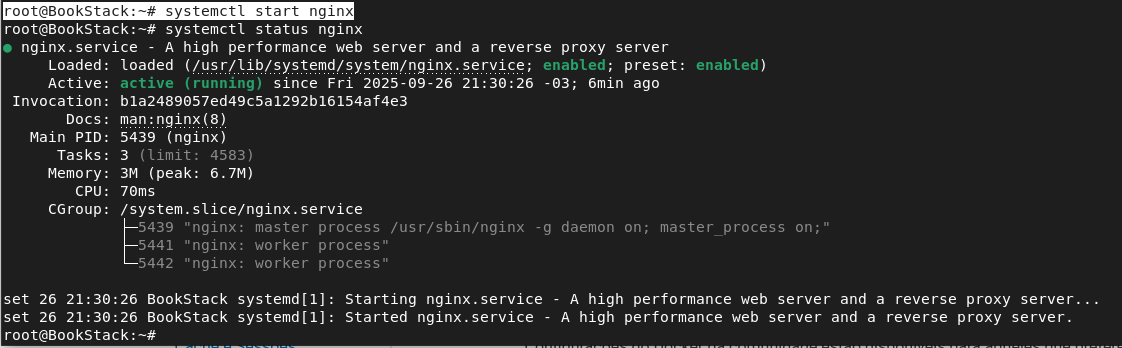 root@BookStack:~# systemctl start nginx
root@BookStack:~# systemctl status nginx
● nginx.service - A high performance web server and a reverse proxy server
     Loaded: loaded (/usr/lib/systemd/system/nginx.service; enabled; preset: enabled)
     Active: active (running) since Fri 2025-09-26 21:30:26 -03; 6min ago
 Invocation: b1a2489057ed49c5a1292b16154af4e3
       Docs: man:nginx(8)
   Main PID: 5439 (nginx)
      Tasks: 3 (limit: 4583)
     Memory: 3M (peak: 6.7M)
        CPU: 70ms
     CGroup: /system.slice/nginx.service
             ├─5439 "nginx: master process /usr/sbin/nginx -g daemon on; master_process on;"
             ├─5441 "nginx: worker process"
             └─5442 "nginx: worker process"
set 26 21:30:26 BookStack systemd[1]: Starting nginx.service - A high performance web server and a reverse proxy server...
set 26 21:30:26 BookStack systemd[1]: Started nginx.service - A high performance web server and a reverse proxy server.
root@BookStack:~#